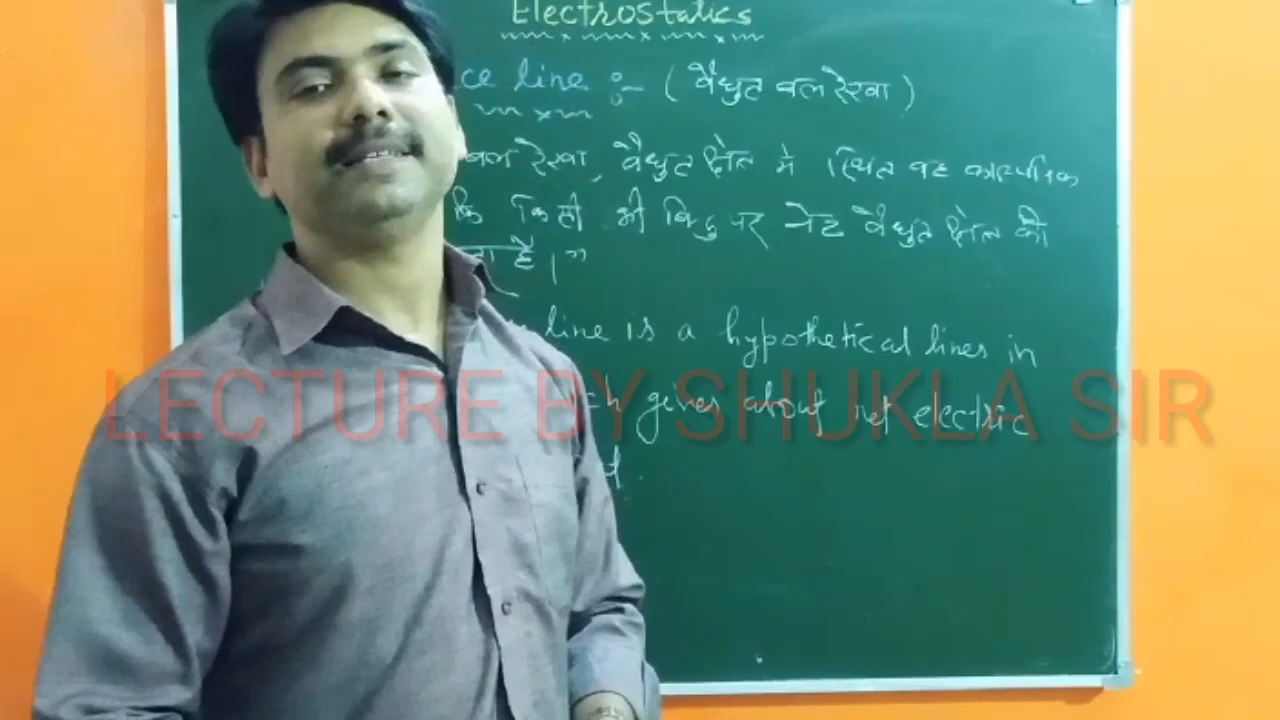 Electrostatics
ce line :- ( वैधुत बल रेखा )
बल रेखा, वैधुत क्षेत्र मे स्थित वह काल्पनिक
कि किसी भी बिंदु पर नेट वैधुत क्षेत्र को
ता है।"
line is a hypothetical lines in
ch gives about net electric
LECTURE BY SHUKLA SIR